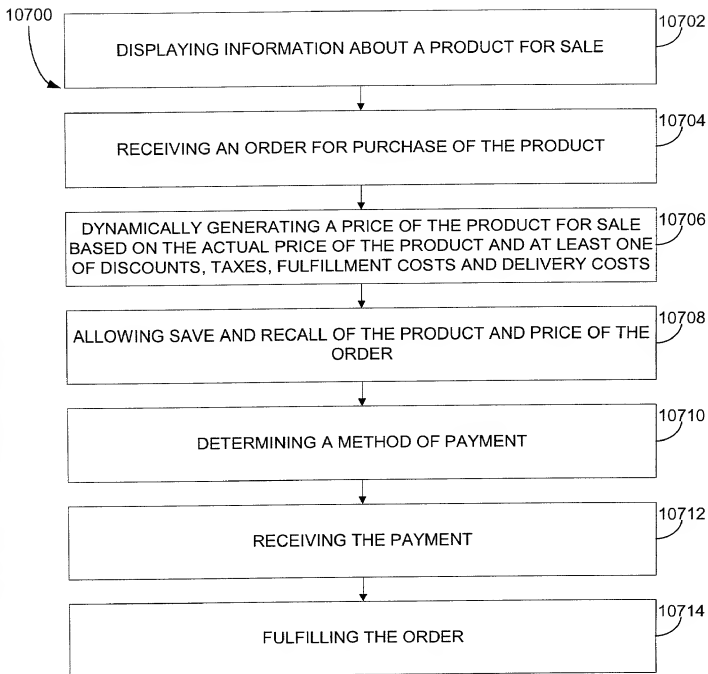 10700
10702
DISPLAYING INFORMATION ABOUT A PRODUCT FOR SALE
10704
RECEIVING AN ORDER FOR PURCHASE OF THE PRODUCT
10706
DYNAMICALLY GENERATING A PRICE OF THE PRODUCT FOR SALE
BASED ON THE ACTUAL PRICE OF THE PRODUCT AND AT LEAST ONE
OF DISCOUNTS, TAXES, FULFILLMENT COSTS AND DELIVERY COSTS
10708
ALLOWING SAVE AND RECALL OF THE PRODUCT AND PRICE OF THE
ORDER
10710
DETERMINING A METHOD OF PAYMENT
10712
RECEIVING THE PAYMENT
10714
FULFILLING THE ORDER